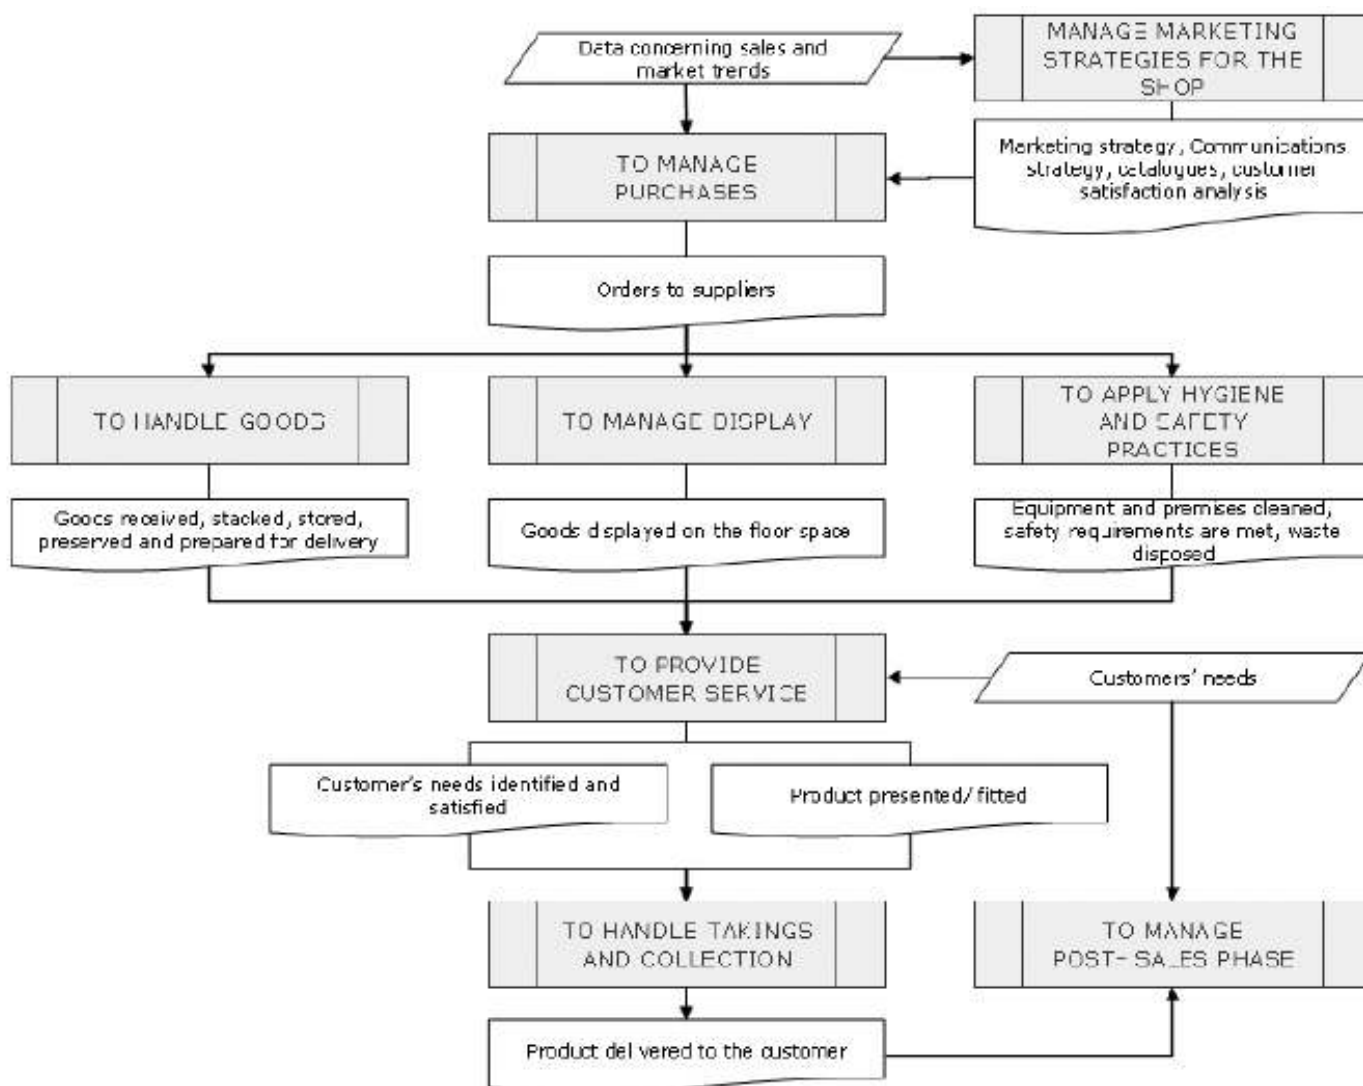 Data concerning sales and
market trends
MANAGE MARKETING
STRATEGIES FOR THE
SHOP
TO MANAGE
PURCHASES
Marketing strategy, Communications
strategy, catalogues, customer
satisfaction analysis
Orders to suppliers
TO HANDLE GOODS
TO MANAGE DISPLAY
TO APPLY HYGIENE
AND SAFETY
PRACTICES
Goods received, stacked, stored,
preserved and prepared for delivery
Goods displayed on the floor space
Equipment and premises cleaned,
safety requirements are met, waste
disposed
TO PROVIDE
CUSTOMER SERVICE
Customers' needs
Customer's needs identified and
satisfied
Product presented/ fitted
TO HANDLE TAKINGS
AND COLLECTION
TO MANAGE
POST- SALES PHASE
Product delivered to the customer